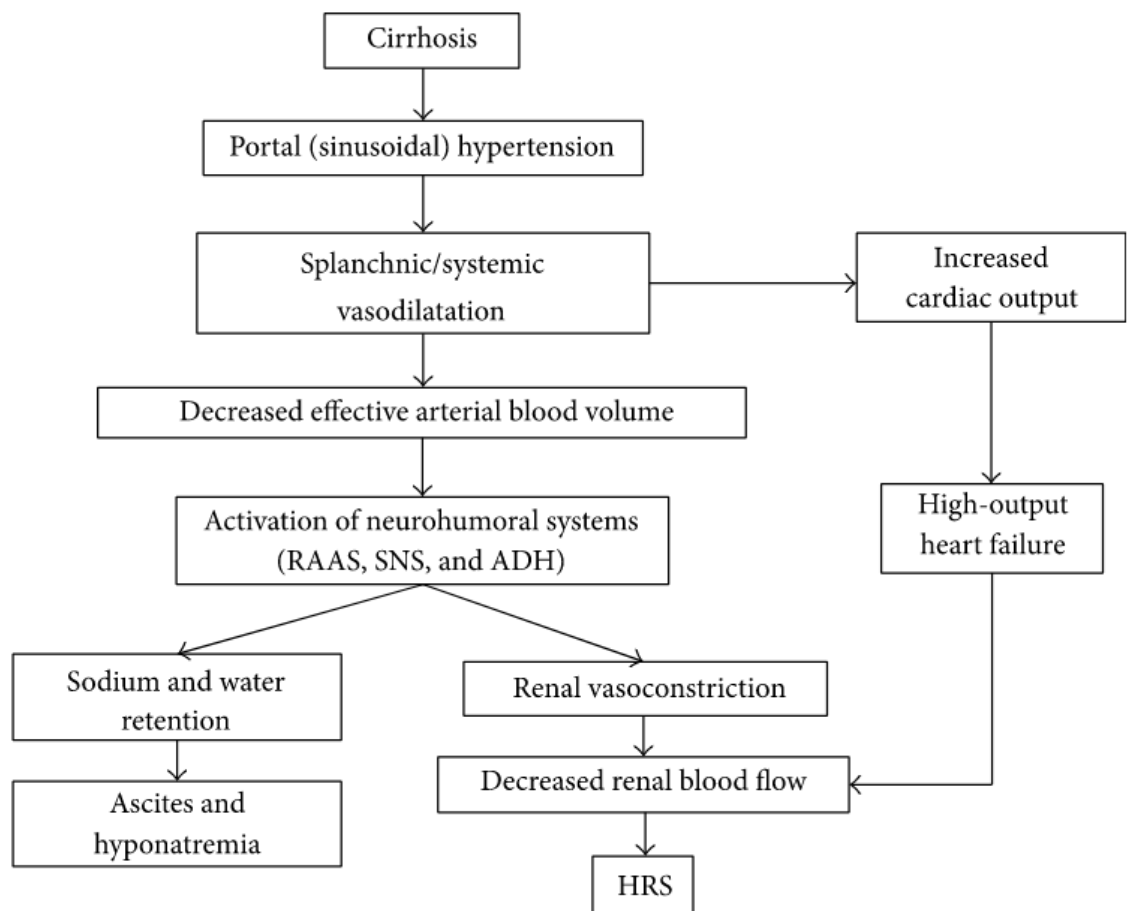 Cirrhosis
Portal (sinusoidal) hypertension
Splanchnic/systemic
vasodilatation
Increased
cardiac output
Decreased effective arterial blood volume
High-output
heart failure
Activation of neurohumoral systems
(RAAS, SNS, and ADH)
Sodium and water
retention
Renal vasoconstriction
Decreased renal blood flow
Ascites and
hyponatremia
HRS